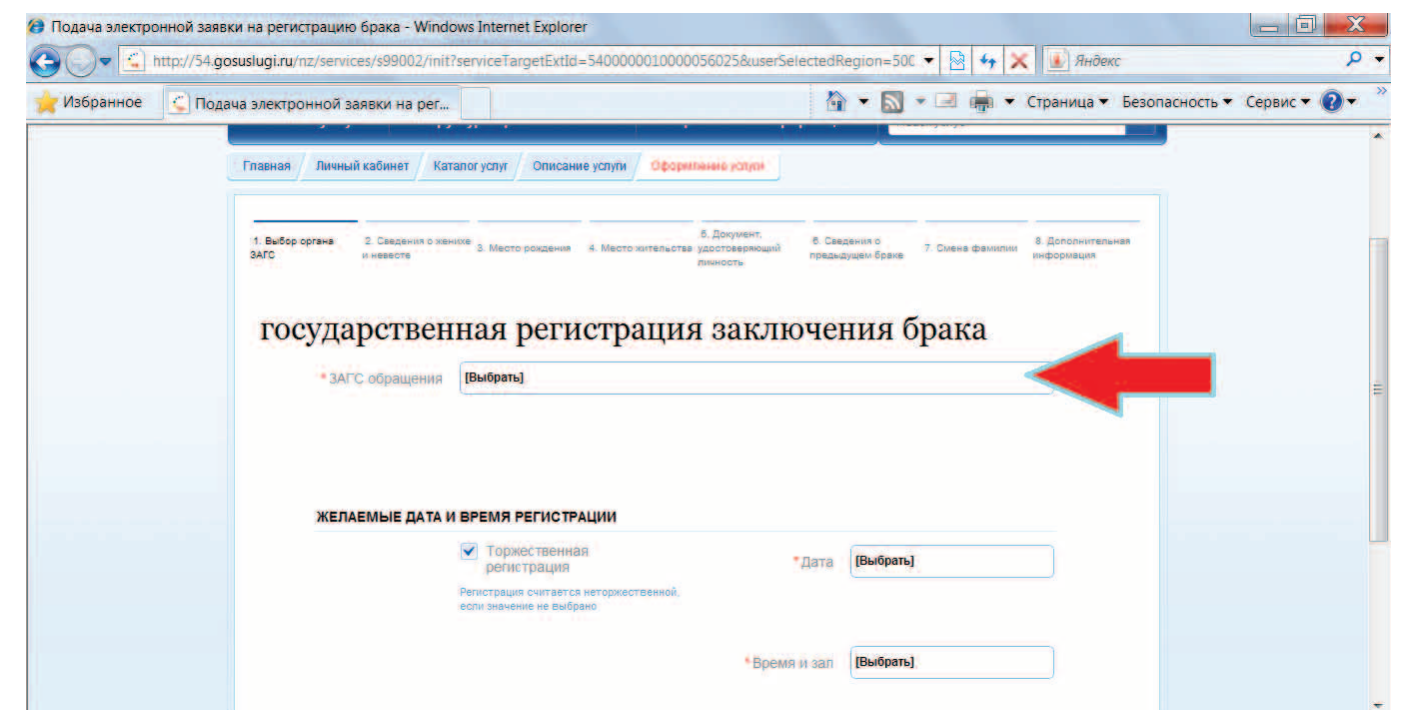 Подача электронной заявки на регистрацию брака - Windows Internet Explorer
http://54.gosuslugi.ru/nz/services/s99002/init?serviceTargetExtId=5400000010000056025&userSelectedRegion=500
Яндекс
Избранное
Подача электронной заявки на рег...
Страница
Безопасность
Сервис
Главная
Личный кабинет
Каталог услуг
Описание услуги
Оформление услуги
1. Выбор органа ЗАГС
2. Сведения о женихе и невесте
3. Место рождения
4. Место жительства
5. Документ, удостоверяющий личность
6. Сведения о предыдущем браке
7. Смена фамилии
8. Дополнительная информация
государственная регистрация заключения брака
*ЗАГС обращения
[Выбрать]
ЖЕЛАЕМЫЕ ДАТА И ВРЕМЯ РЕГИСТРАЦИИ
Торжественная
регистрация
*Дата
[Выбрать]
Регистрация считается неторжественной,
если значение не выбрано
*Время и зал
[Выбрать]